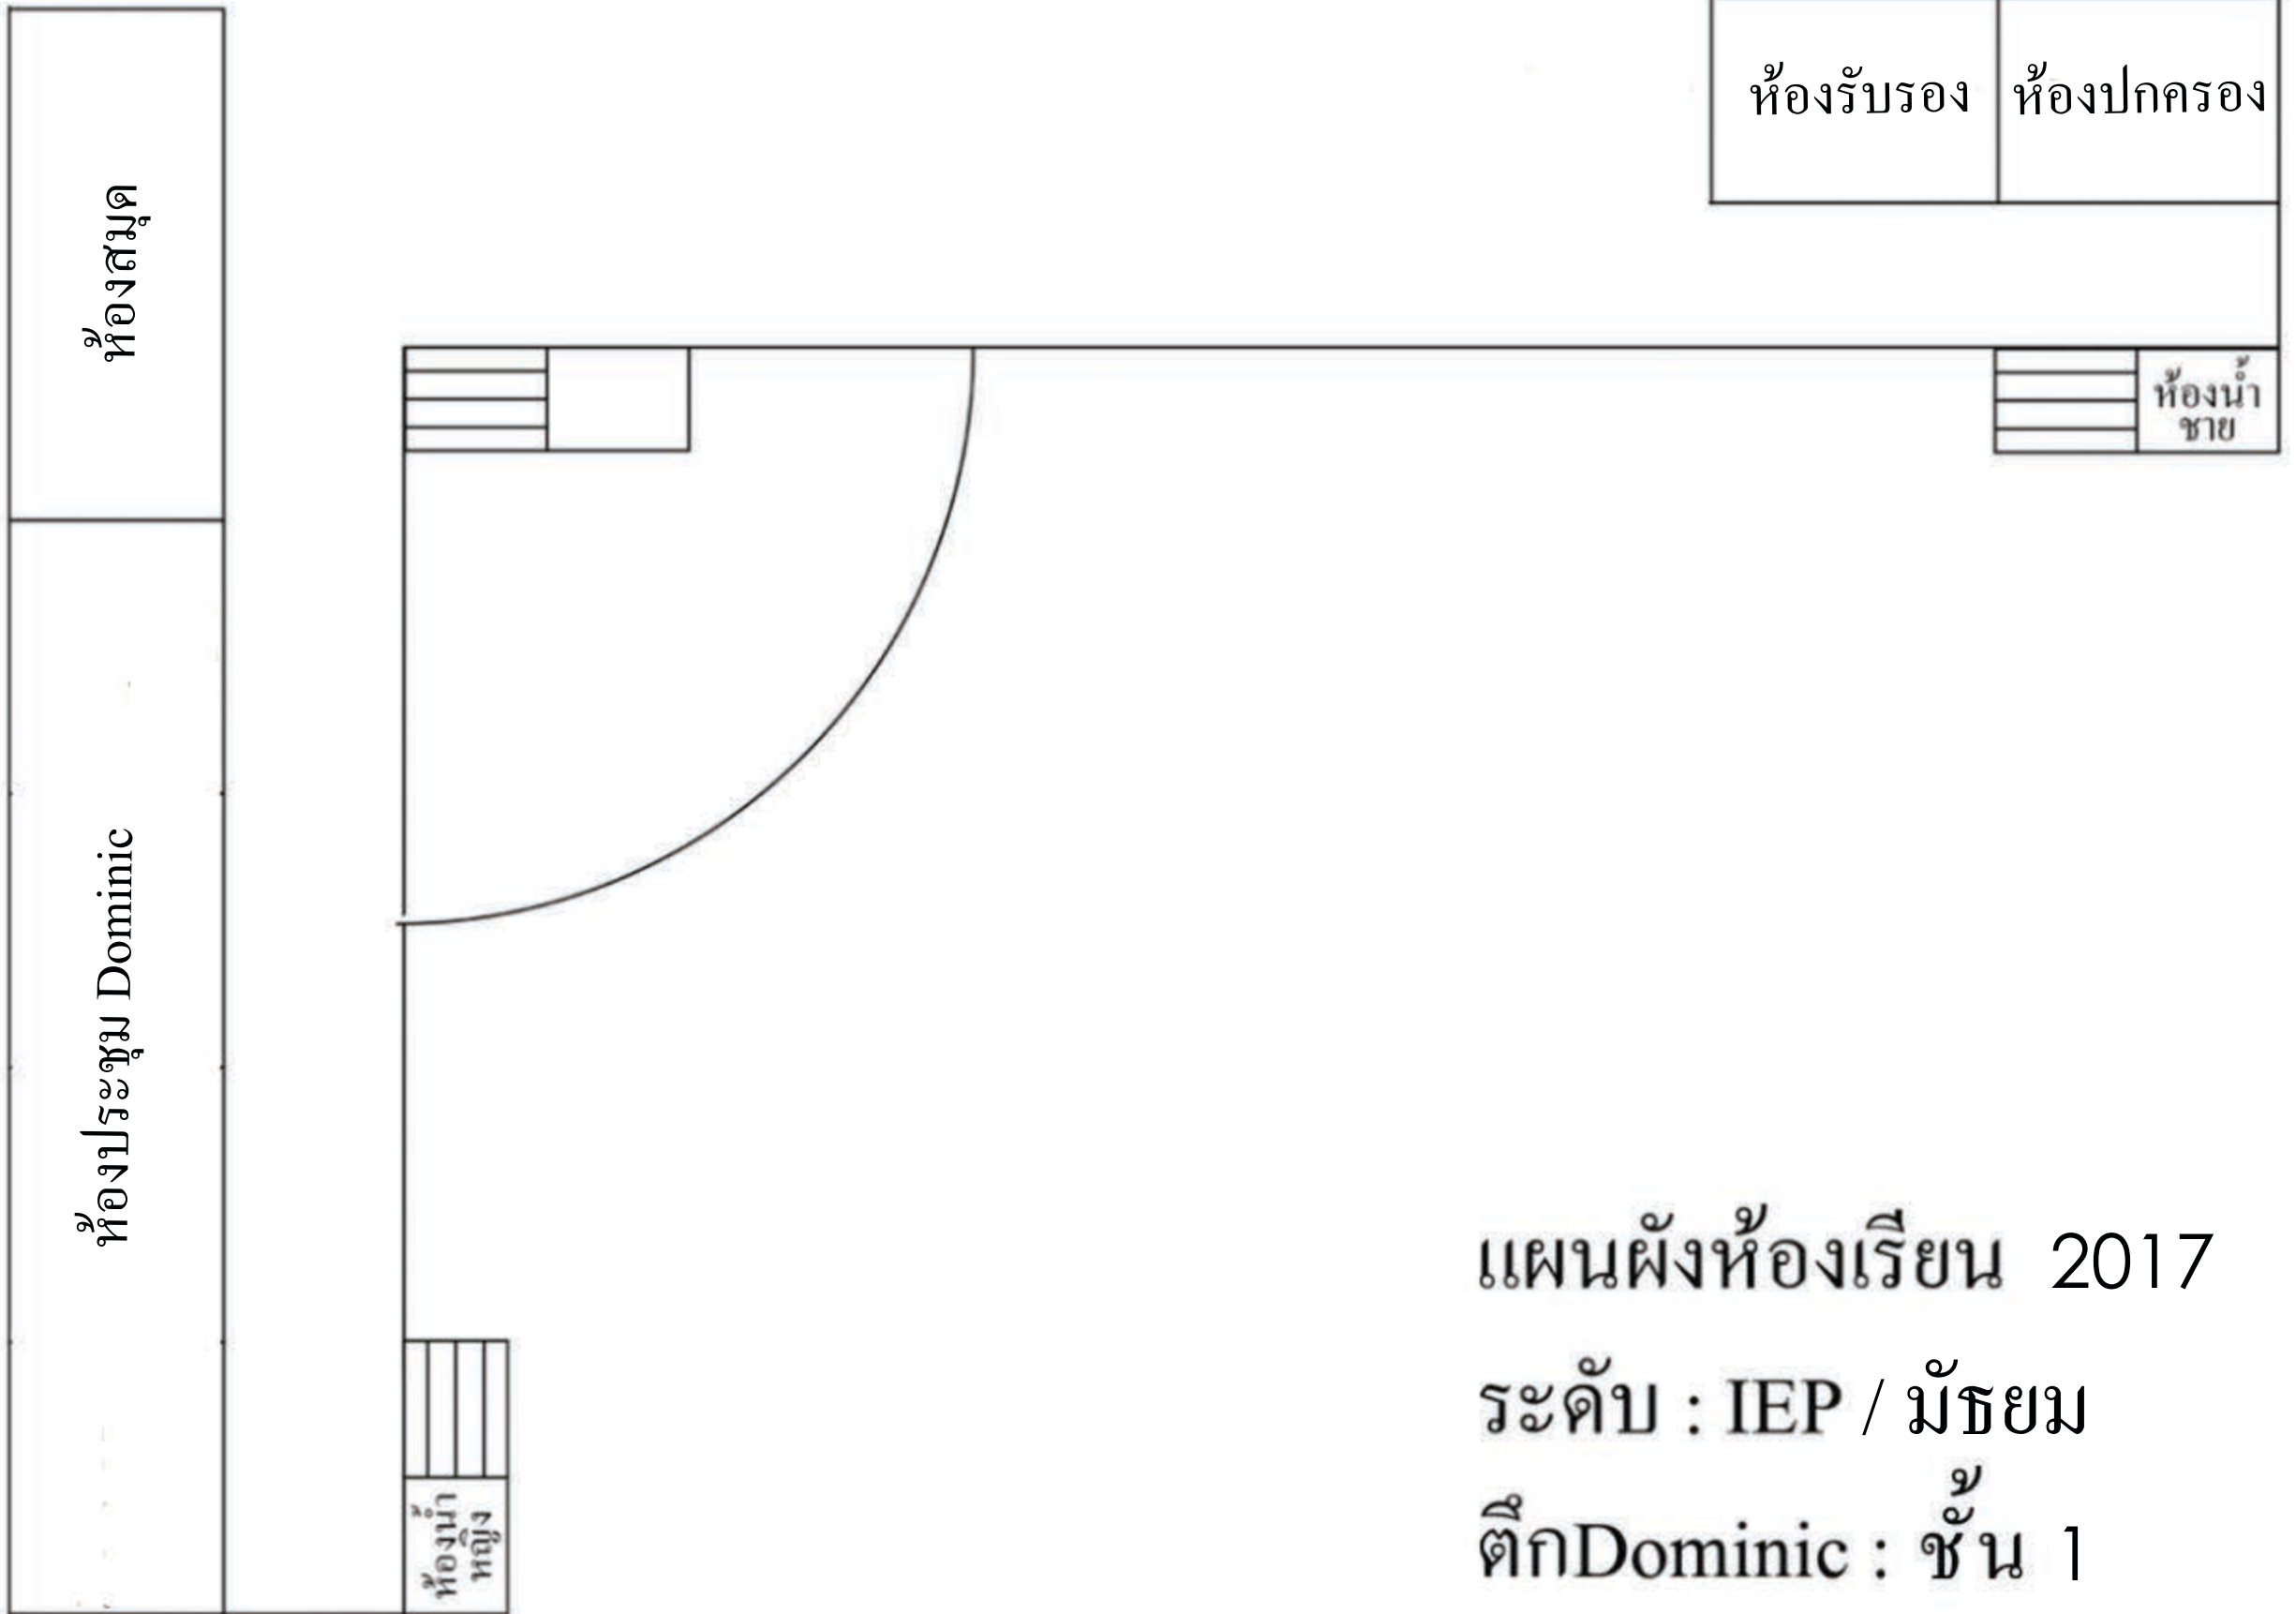 ห้องรับรอง
ห้องปกครอง
ห้องสมุด
ห้องน้ำ
ชาย
ห้องประชุม Dominic
ห้องน้ำ
หญิง
แผนผังห้องเรียน 2017
ระดับ : IEP / มัธยม
ตึกDominic : ชั้น 1